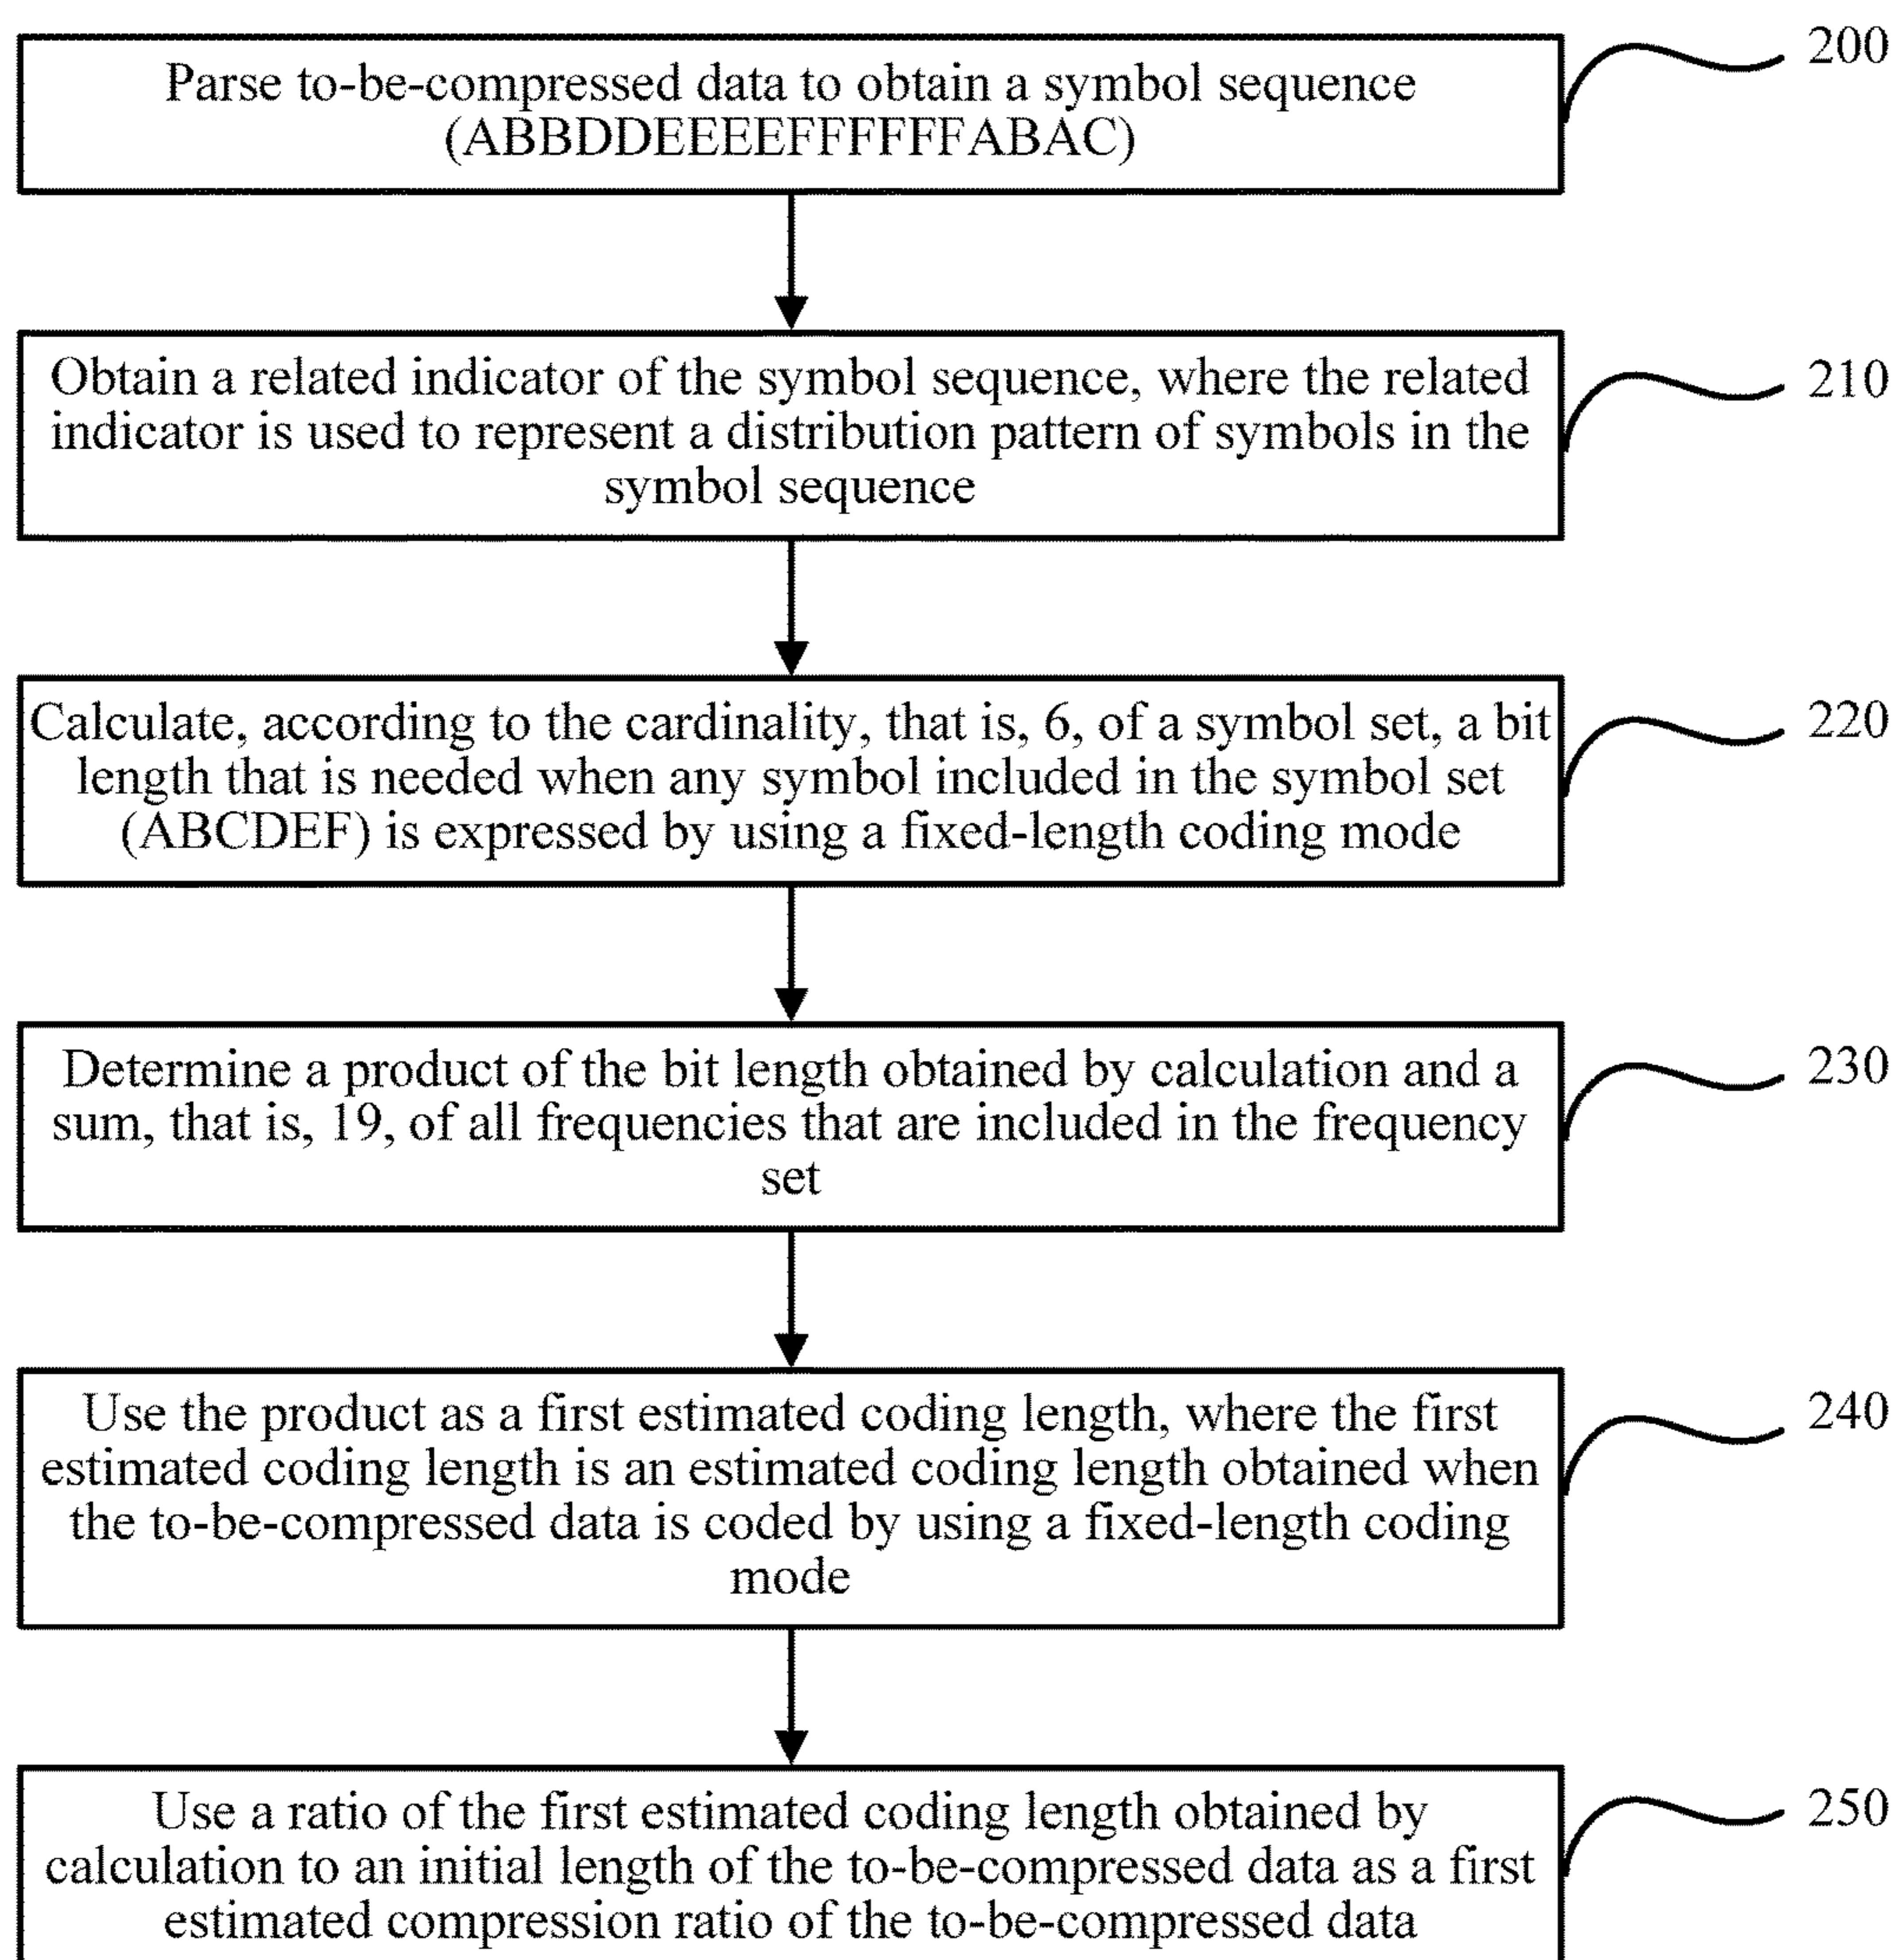 Parse to-be-compressed data to obtain a symbol sequence
(ABBDDEEEEFFFFFFABAC)
200
Obtain a related indicator of the symbol sequence, where the related
indicator is used to represent a distribution pattern of symbols in the
symbol sequence
210
Calculate, according to the cardinality, that is, 6, of a symbol set, a bit
length that is needed when any symbol included in the symbol set
(ABCDEF) is expressed by using a fixed-length coding mode
220
Determine a product of the bit length obtained by calculation and a
sum, that is, 19, of all frequencies that are included in the frequency
set
230
Use the product as a first estimated coding length, where the first
estimated coding length is an estimated coding length obtained when
the to-be-compressed data is coded by using a fixed-length coding
mode
240
Use a ratio of the first estimated coding length obtained by
calculation to an initial length of the to-be-compressed data as a first
estimated compression ratio of the to-be-compressed data
250